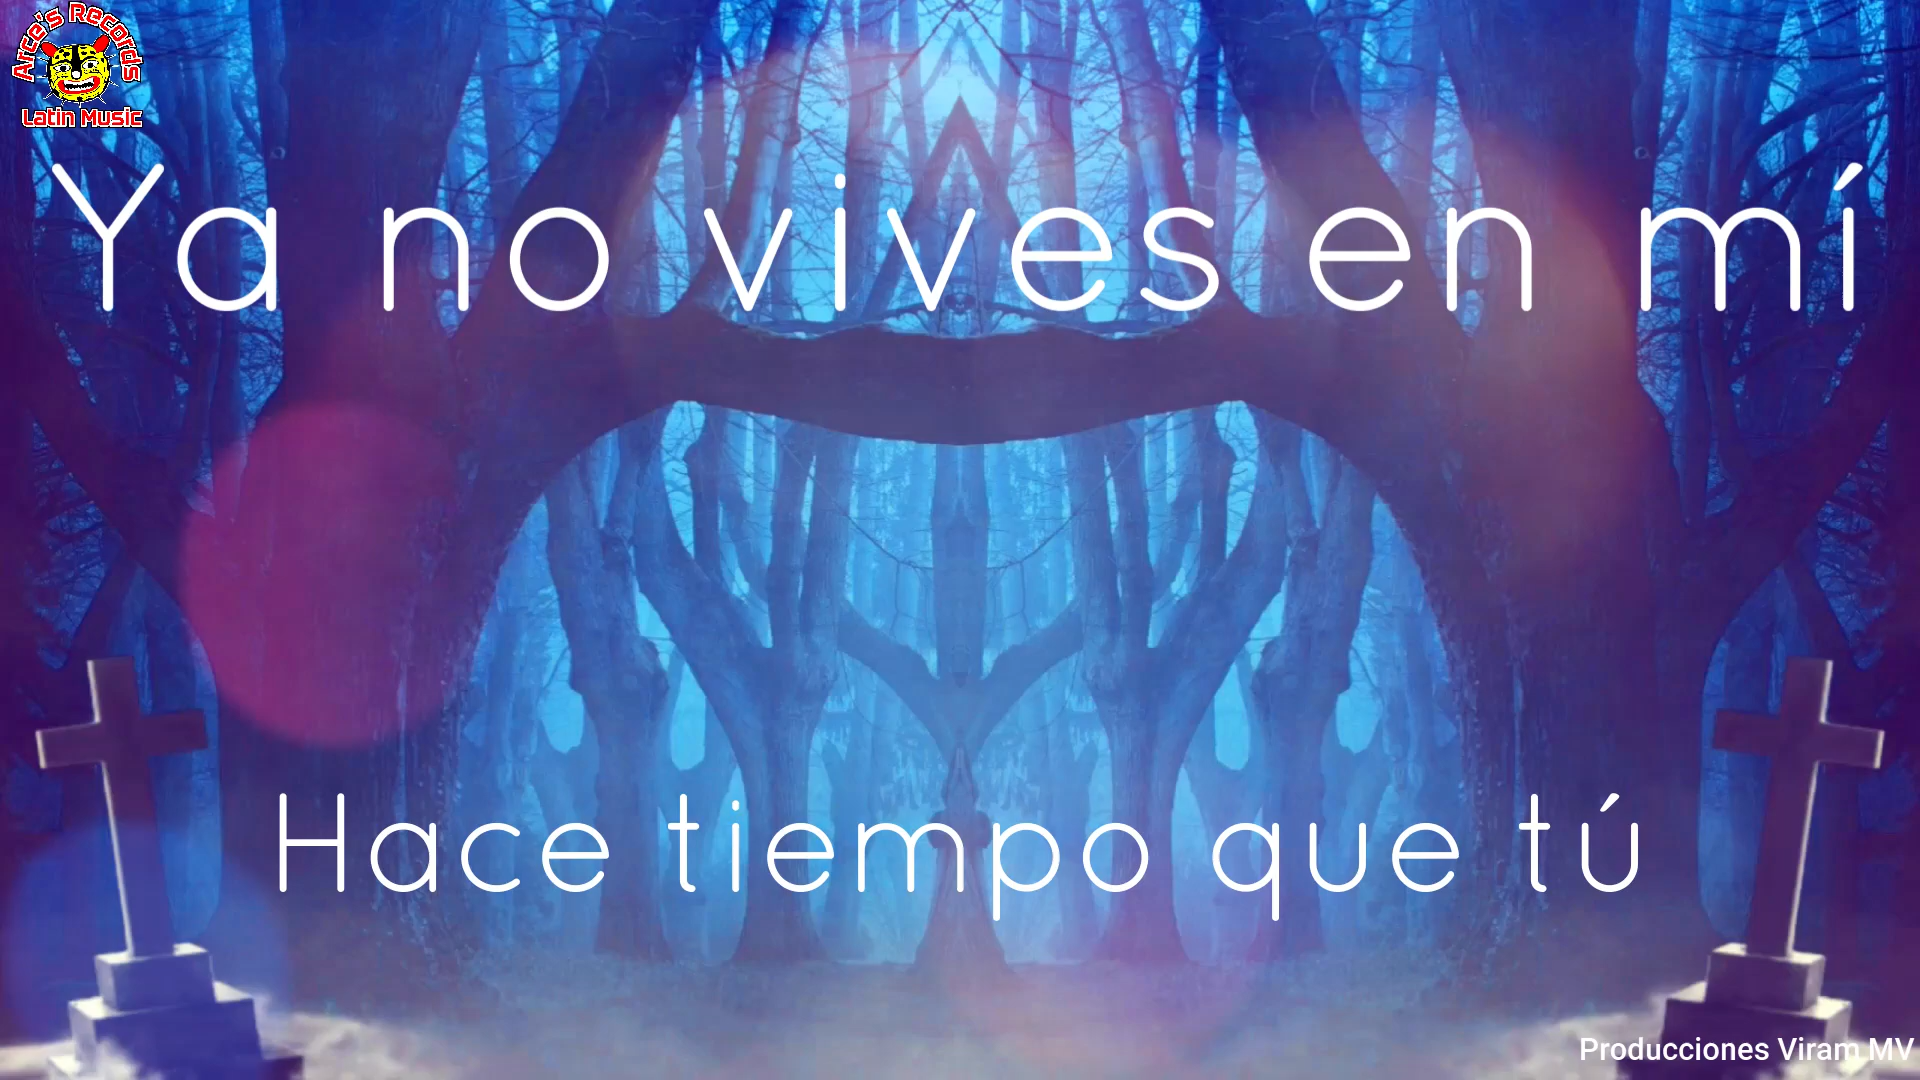 Arce's Records
Latin Music
Ya no vives en mí
Hace tiempo que tú
Producciones Viram MV